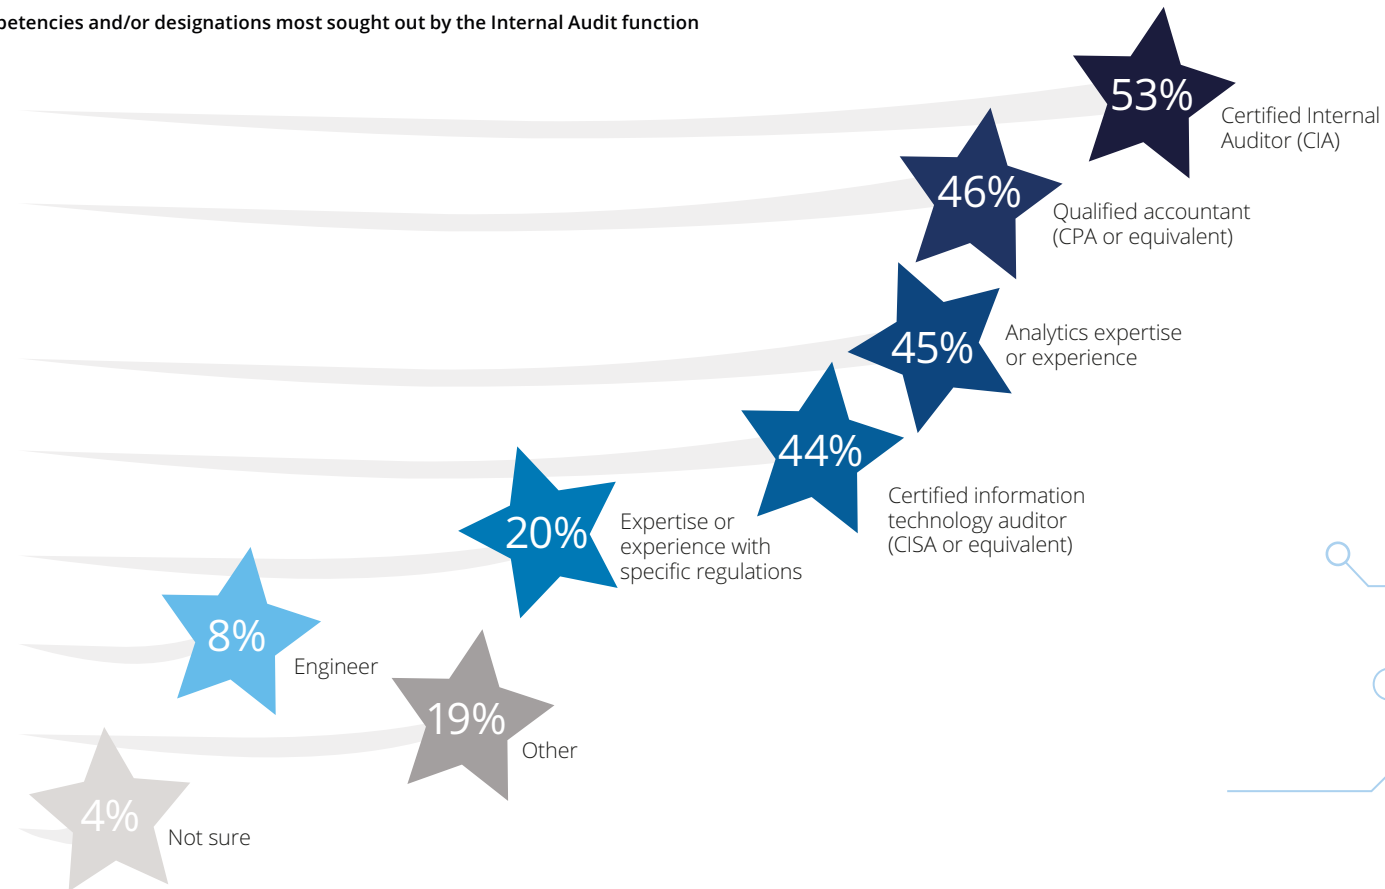 petencies and/or designations most sought out by the Internal Audit function
53%
Certified Internal
Auditor (CIA)
46%
Qualified accountant
(CPA or equivalent)
45%
Analytics expertise
or experience
44%
Certified information
technology auditor
(CISA or equivalent)
20%
Expertise or
experience with
specific regulations
8%
Engineer
19%
Other
4%
Not sure